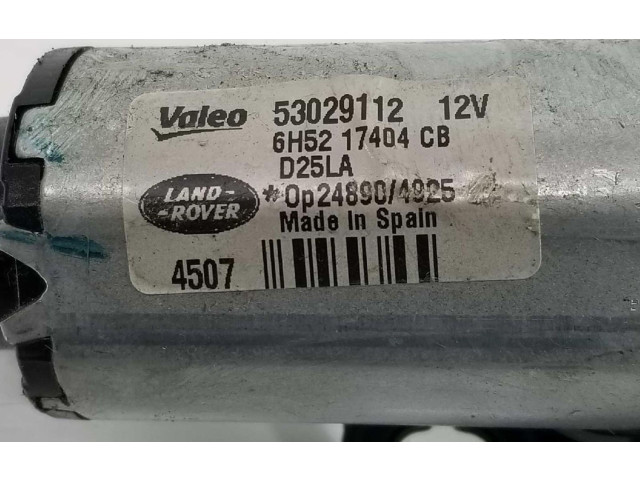 Valeo 53029112 12V
6H52 17404 CB
D25LA
LAND-
-ROVER
*Op24890/4925
Made In Spain
4507